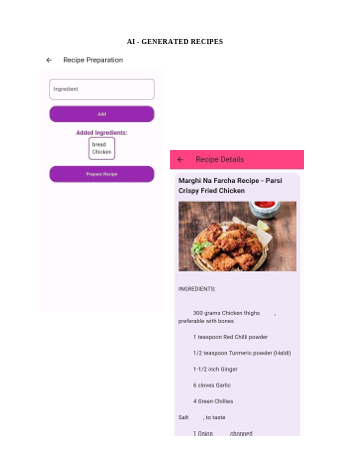 AI - GENERATED RECIPES
← Recipe Preparation
Ingredient
Add
Added Ingredients:
bread
Chicken
Prepare Recipe
← Recipe Details
Marghi Na Farcha Recipe - Parsi
Crispy Fried Chicken
INGREDIENTS:
300 grams Chicken thighs ,
preferable with bones
1 teaspoon Red Chilli powder
1/2 teaspoon Turmeric powder (Haldi)
1-1/2 inch Ginger
6 cloves Garlic
4 Green Chillies
Salt , to taste
1 Onion chopped